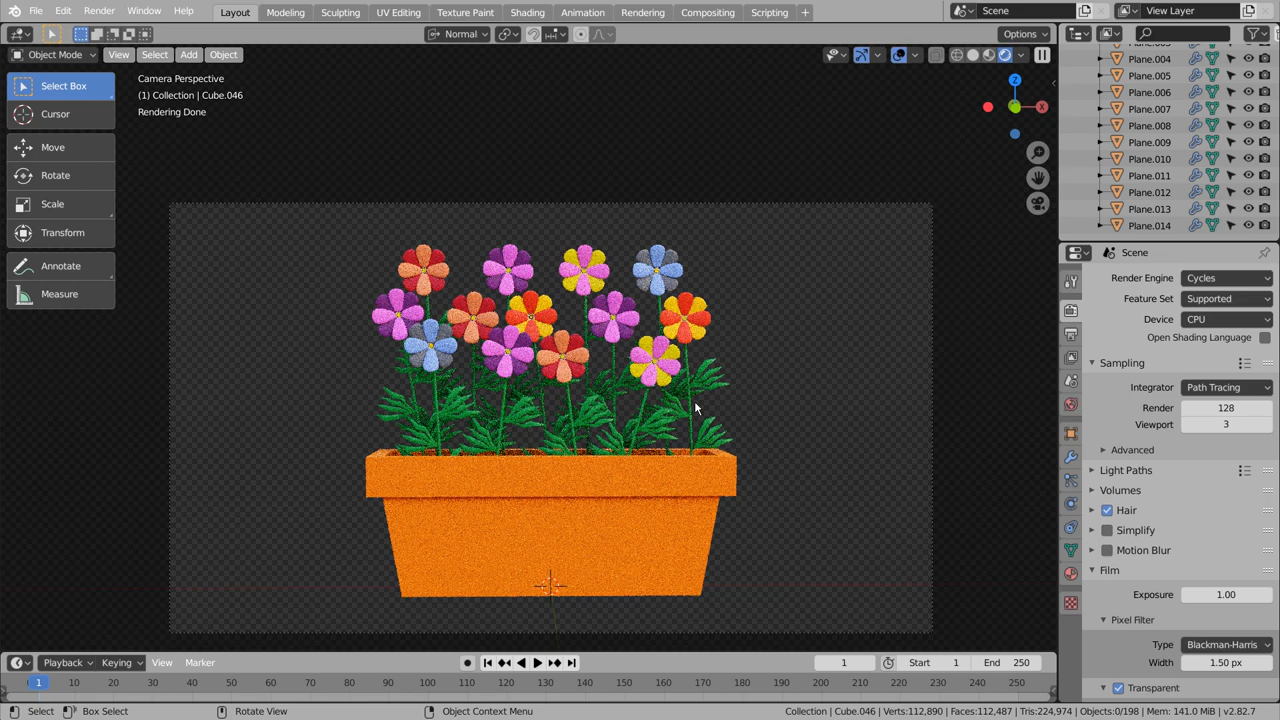 File Edit Render Window Help Layout Modeling Sculpting UV Editing Texture Paint Shading Animation Rendering Compositing Scripting + Scene View Layer
Normal Options
Object Mode View Select Add Object
Select Box
Cursor
Move
Rotate
Scale
Transform
Annotate
Measure
Camera Perspective
(1) Collection | Cube.046
Rendering Done
Z
X
Plane.004
Plane.005
Plane.006
Plane.007
Plane.008
Plane.009
Plane.010
Plane.011
Plane.012
Plane.013
Plane.014
Scene
Render Engine Cycles
Feature Set Supported
Device CPU
Open Shading Language
Sampling
Integrator Path Tracing
Render 128
Viewport 3
Advanced
Light Paths
Volumes
Hair
Simplify
Motion Blur
Film
Exposure 1.00
Pixel Filter
Type Blackman-Harris
Width 1.50 px
Transparent
Playback Keying View Marker 1 Start 1 End 250
1 10 20 30 40 50 60 70 80 90 100 110 120 130 140 150 160 170 180 190 200 210 220 230 240 250
Select Box Select Rotate View Object Context Menu Collection | Cube.046 | Verts:112,890 | Faces:112,487 | Tris:224,974 | Objects:0/198 | Mem: 141.0 MiB | v2.82.7